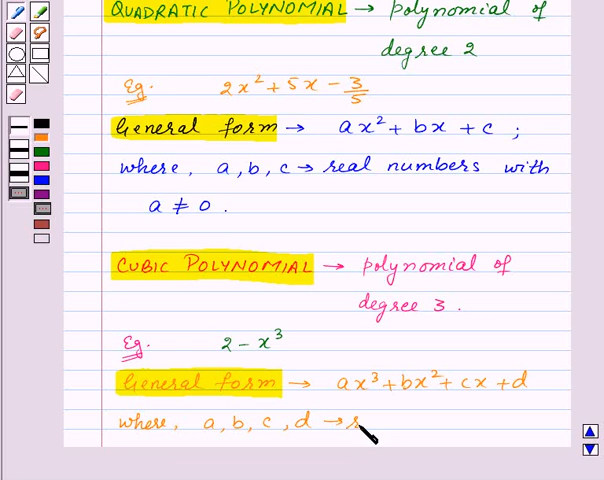 QUADRATIC POLYNOMIAL → polynomial of
degree 2
Eg. 2x² + 5x - 3/5
General form → ax² + bx + c ;
where, a, b, c → real numbers with
a ≠ 0 .
CUBIC POLYNOMIAL → polynomial of
degree 3 .
Eg. 2 - x³
General form → ax³ + bx² + cx + d
where, a, b, c, d →